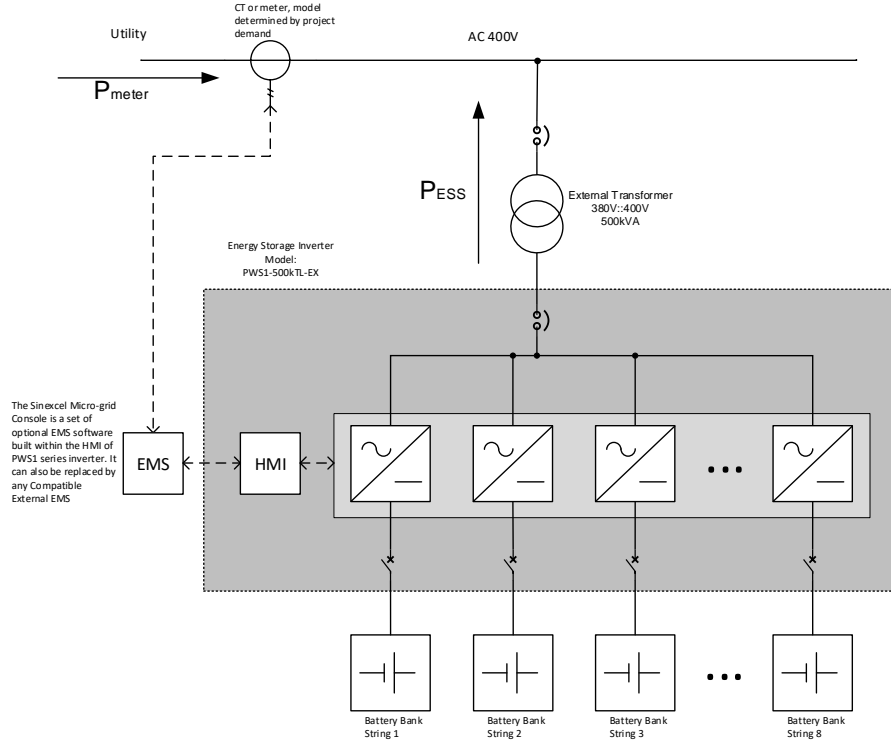 CT or meter, model
determined by project
demand
Utility
AC 400V
Pmeter
PESS
External Transformer
380V::400V
500kVA
Energy Storage Inverter
Model:
PWS1-500kTL-EX
The Sinexcel Micro-grid
Console is a set of
optional EMS software
built within the HMI of
PWS1 series inverter. It
can also be replaced by
any Compatible
External EMS
EMS
HMI
Battery Bank
String 1
Battery Bank
String 2
Battery Bank
String 3
Battery Bank
String 8